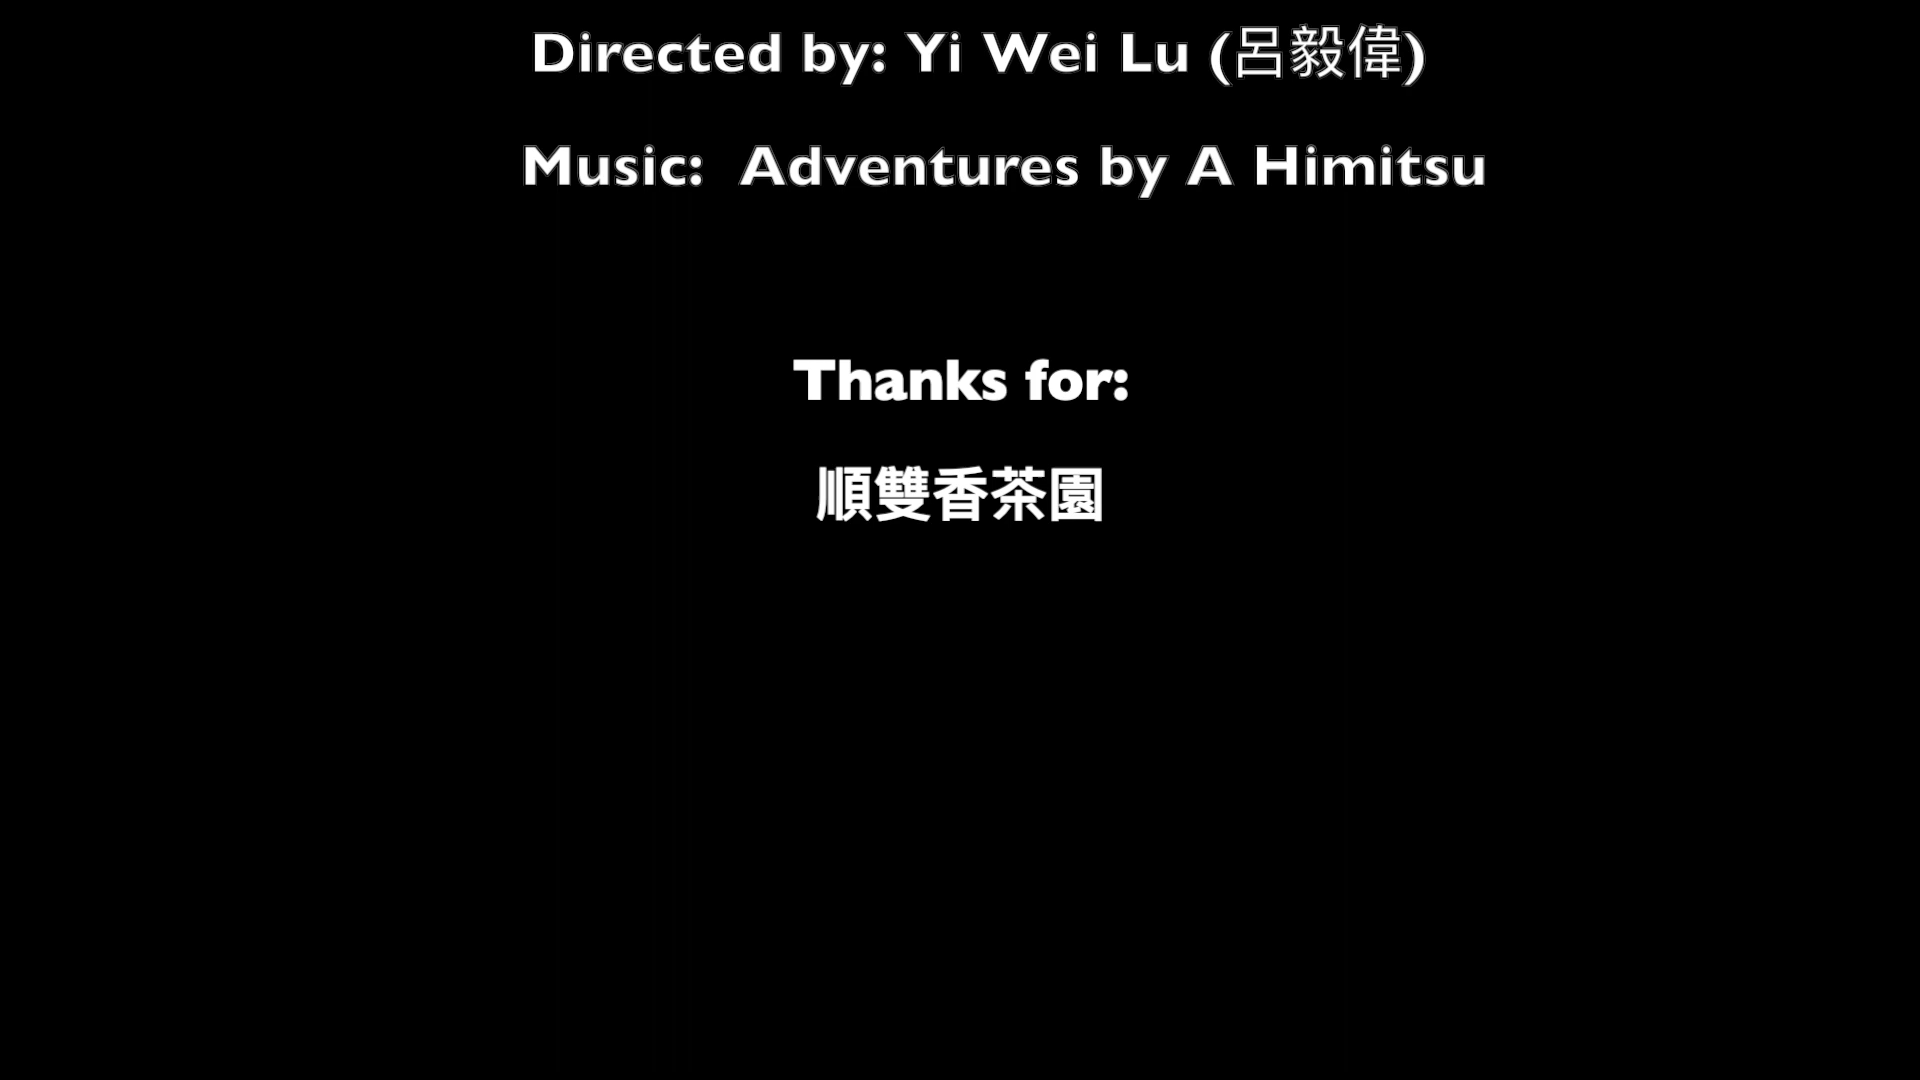 Directed by: Yi Wei Lu (呂毅偉)
Music:  Adventures by A Himitsu
Thanks for:
順雙香茶園